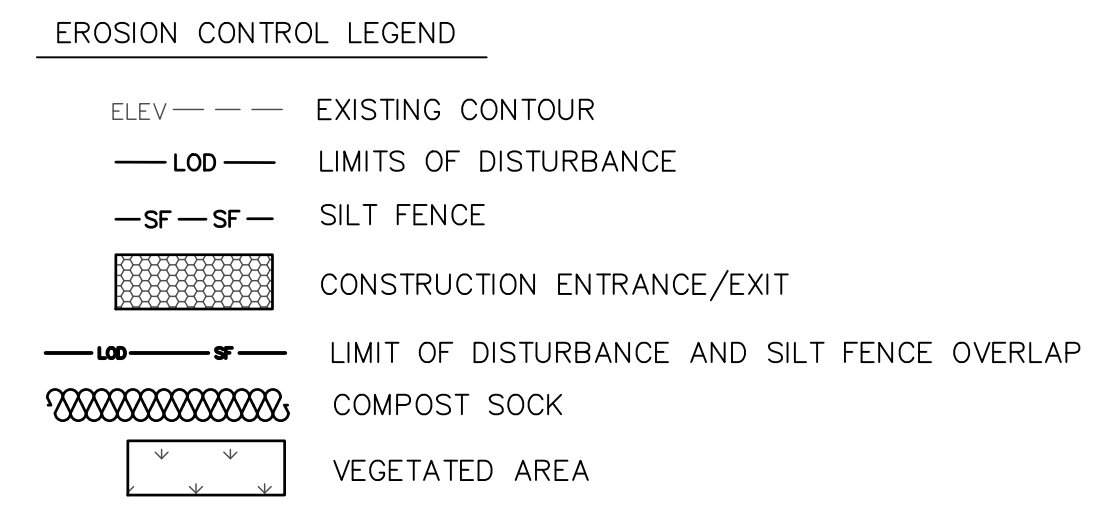 EROSION CONTROL LEGEND
ELEV EXISTING CONTOUR
LOD LIMITS OF DISTURBANCE
SF SF SILT FENCE
CONSTRUCTION ENTRANCE/EXIT
LOD SF LIMIT OF DISTURBANCE AND SILT FENCE OVERLAP
COMPOST SOCK
VEGETATED AREA